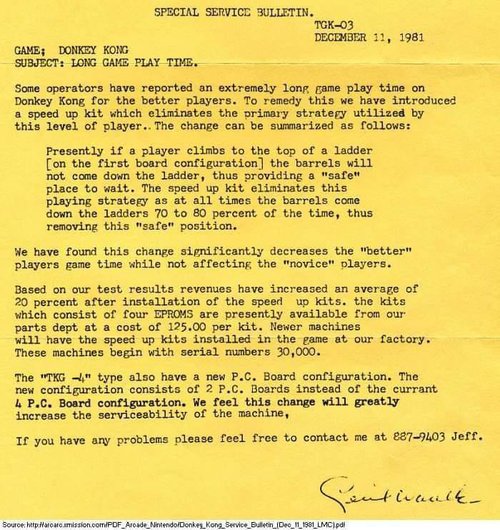 SPECIAL SERVICE BULLETIN.
TGK-03
DECEMBER 11, 1981
GAME; DONKEY KONG
SUBJECT: LONG GAME PLAY TIME.
Some operators have reported an extremely long game play time on
Donkey Kong for the better players. To remedy this we have introduced
a speed up kit which eliminates the primary strategy utilized by
this level of player.. The change can be summarized as follows:
Presently if a player climbs to the top of a ladder
[on the first board configuration] the barrels will
not come down the ladder, thus providing a "safe"
place to wait. The speed up kit eliminates this
playing strategy as at all times the barrels come
down the ladders 70 to 80 percent of the time, thus
removing this "safe" position.
We have found this change significantly decreases the "better"
players game time while not affecting the "novice" players.
Based on our test results revenues have increased an average of
20 percent after installation of the speed up kits. the kits
which consist of four EPROMS are presently available from our
parts dept at a cost of 125.00 per kit. Newer machines
will have the speed up kits installed in the game at our factory.
These machines begin with serial numbers 30,000.
The "TKG -4" type also have a new P.C. Board configuration. The
new configuration consists of 2 P.C. Boards instead of the currant
4 P.C. Board configuration. We feel this change will greatly
increase the serviceability of the machine,
If you have any problems please feel free to contact me at 887-9403 Jeff.
Source: http://arcarc.xmission.com/PDF_Arcade_Nintendo/Donkey_Kong_Service_Bulletin_(Dec_11_1981_LMC).pdf